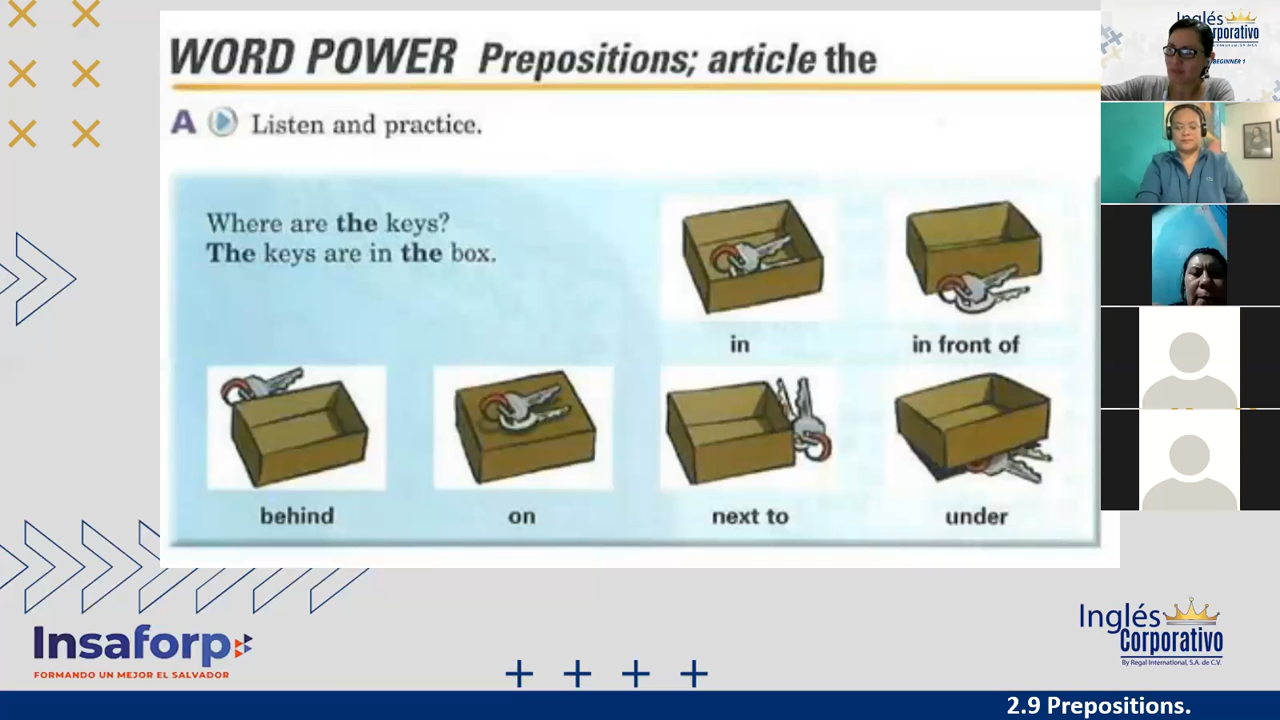 WORD POWER Prepositions; article the
A Listen and practice.
Where are the keys?
The keys are in the box.
in
in front of
behind
on
next to
under
Inglés
Corporativo
BEGINNER 1
Insaforp
FORMANDO UN MEJOR EL SALVADOR
Inglés
Corporativo
By Regal International, S.A. de C.V.
2.9 Prepositions.